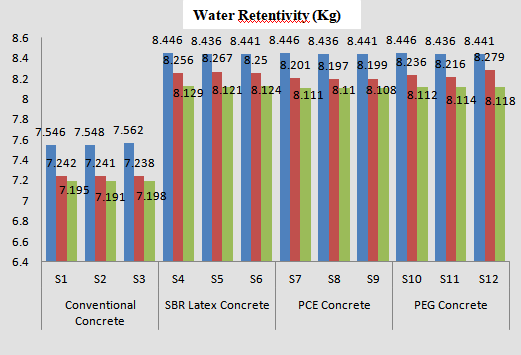 Water Retentivity (Kg)
8.6
8.4
8.2
8
7.8
7.6
7.4
7.2
7
6.8
6.6
6.4
7.546 7.548 7.562 8.446 8.436 8.441 8.446 8.436 8.441 8.446 8.436 8.441
7.242 7.241 7.238 8.256 8.267 8.25 8.201 8.197 8.199 8.236 8.216 8.279
7.195 7.191 7.198 8.129 8.121 8.124 8.111 8.11 8.108 8.112 8.114 8.118
S1 S2 S3 S4 S5 S6 S7 S8 S9 S10 S11 S12
Conventional SBR Latex Concrete PCE Concrete PEG Concrete
Concrete